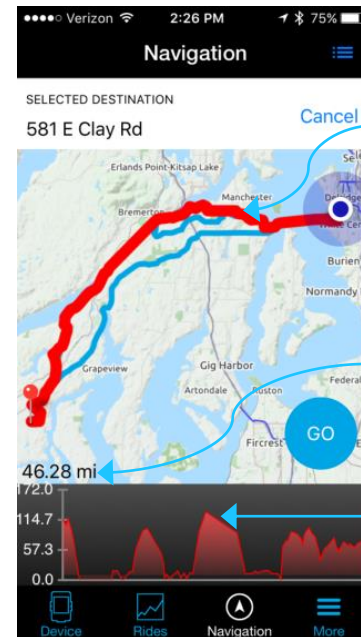 Verizon 2:26 PM 75%
Navigation
SELECTED DESTINATION
581 E Clay Rd
Cancel
Erlands Point-Kitsap Lake
Manchester
Bremerton
Burien
Normandy
Grapeview
Gig Harbor
Artondale Ruston
Federal
Fircrest
GO
46.28 mi
172.0
114.7
57.3
0.0
Device Rides Navigation More